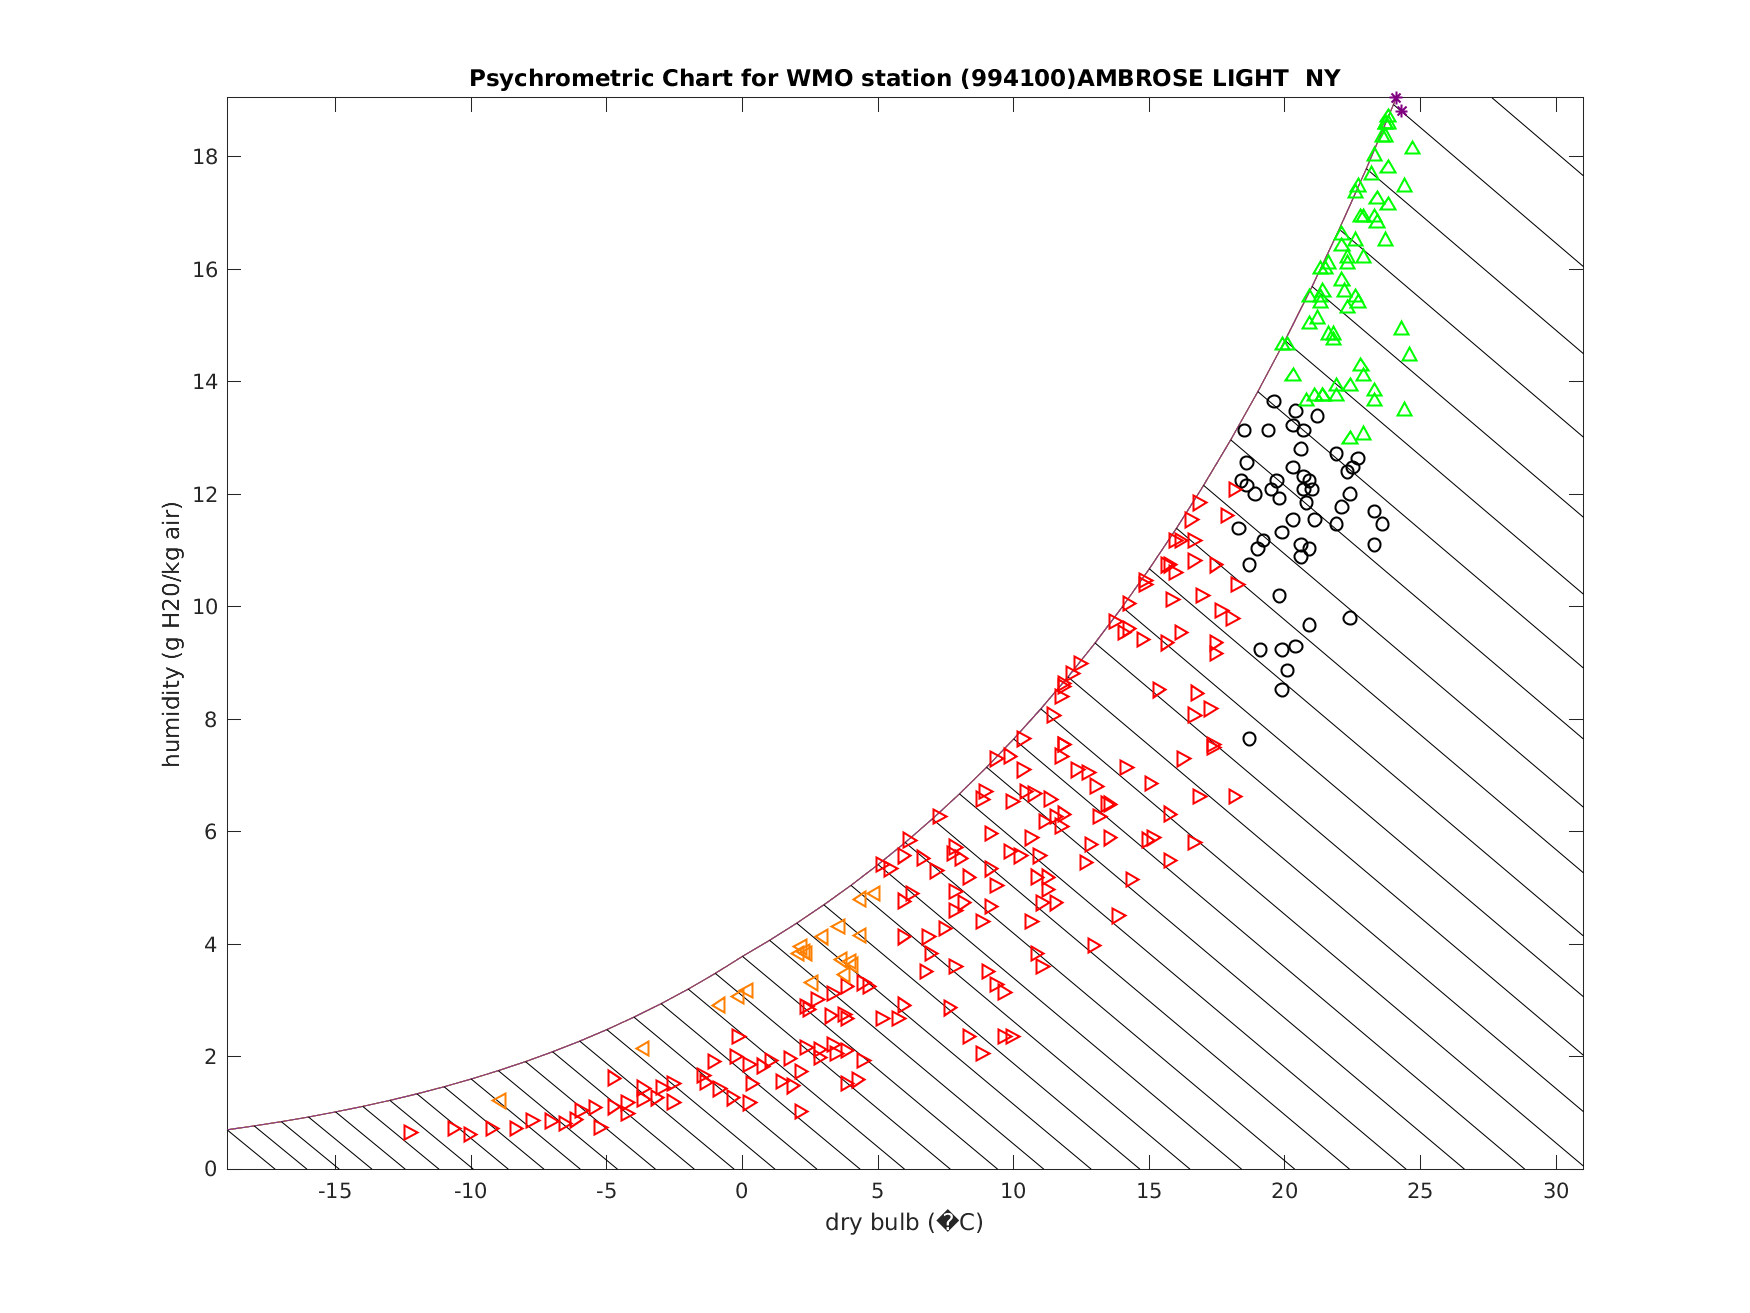 Psychrometric Chart for WMO station (994100)AMBROSE LIGHT  NY
humidity (g H20/kg air)
18
16
14
12
10
8
6
4
2
0
-15 -10 -5 0 5 10 15 20 25 30
dry bulb (�C)